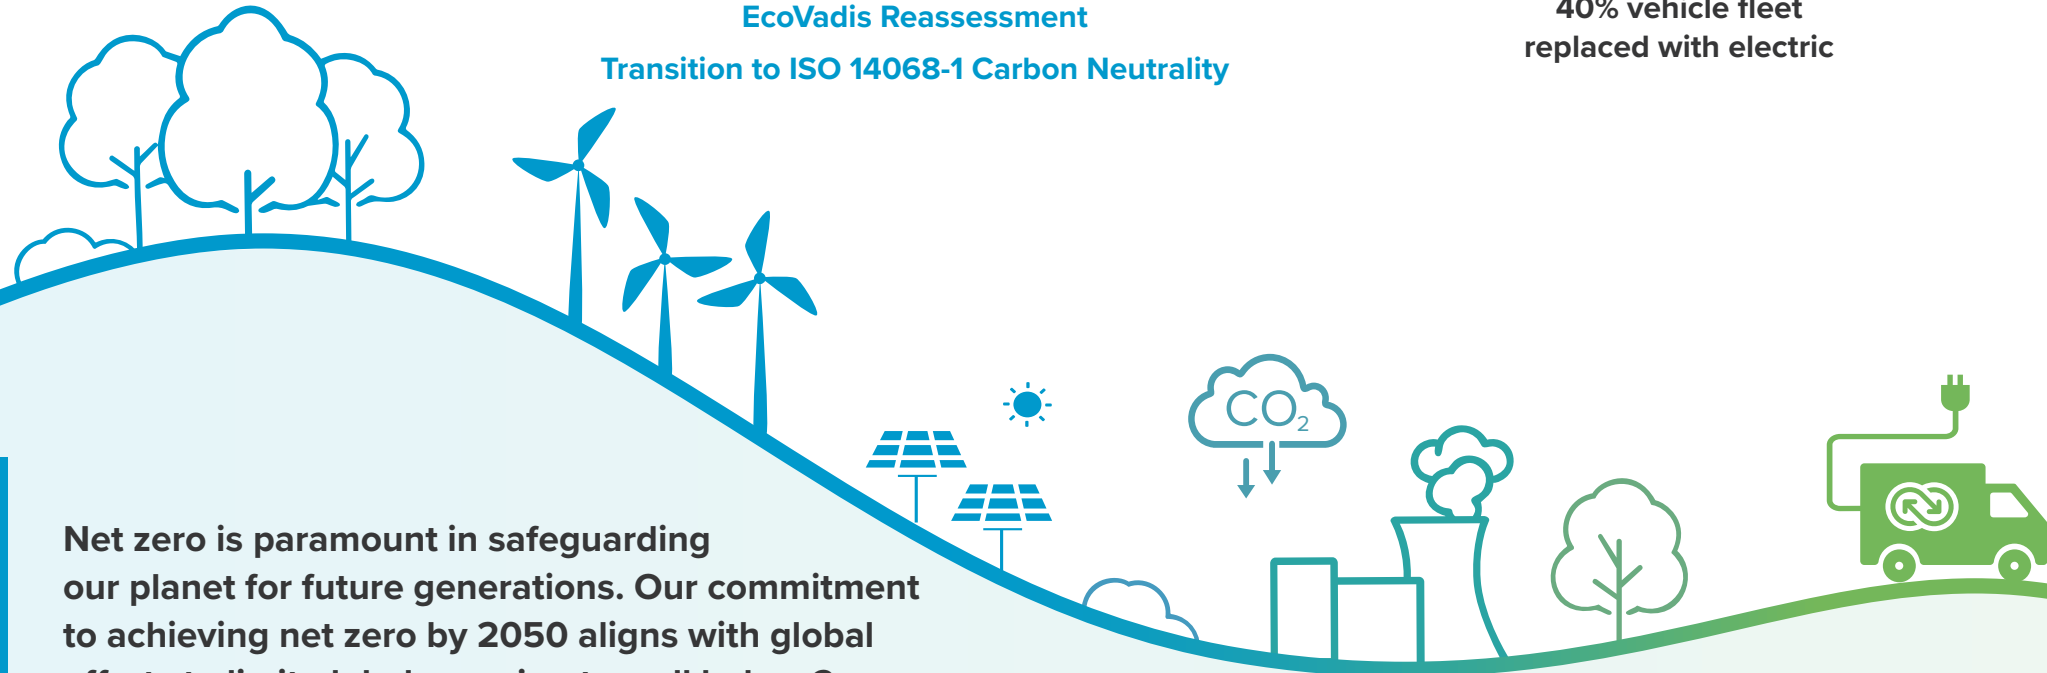 EcoVadis Reassessment
Transition to ISO 14068-1 Carbon Neutrality
40% vehicle fleet
replaced with electric
CO2
Net zero is paramount in safeguarding
our planet for future generations. Our commitment
to achieving net zero by 2050 aligns with global